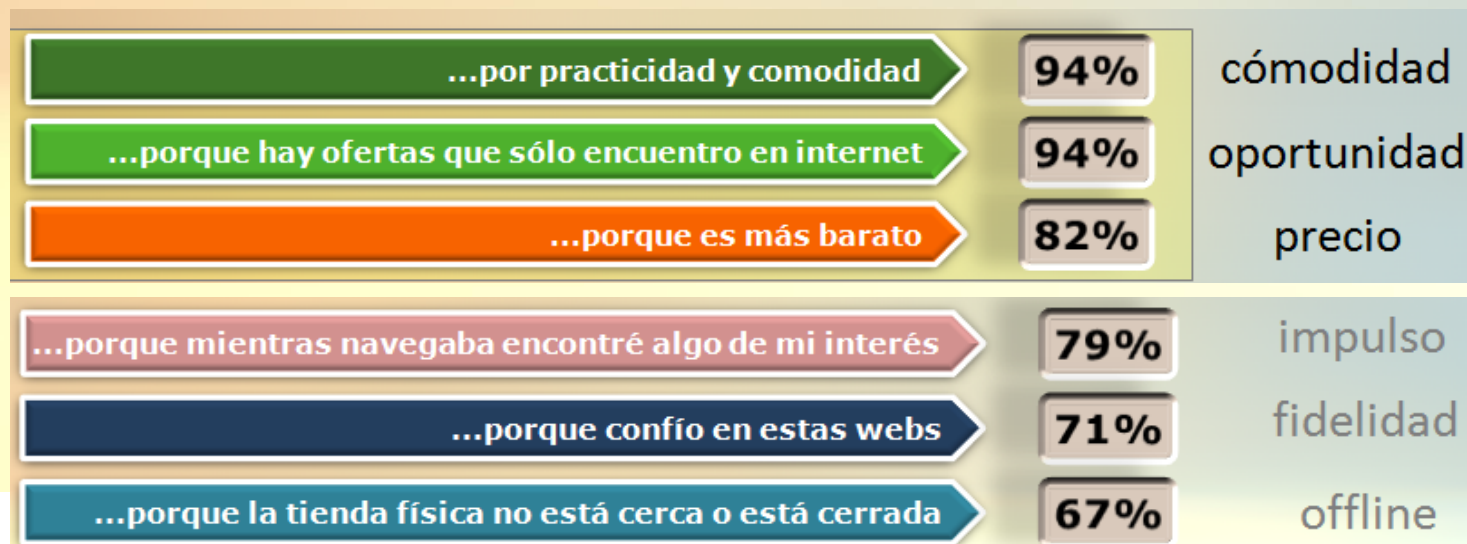 ...por practicidad y comodidad 94% cómodidad
...porque hay ofertas que sólo encuentro en internet 94% oportunidad
...porque es más barato 82% precio
...porque mientras navegaba encontré algo de mi interés 79% impulso
...porque confío en estas webs 71% fidelidad
...porque la tienda física no está cerca o está cerrada 67% offline